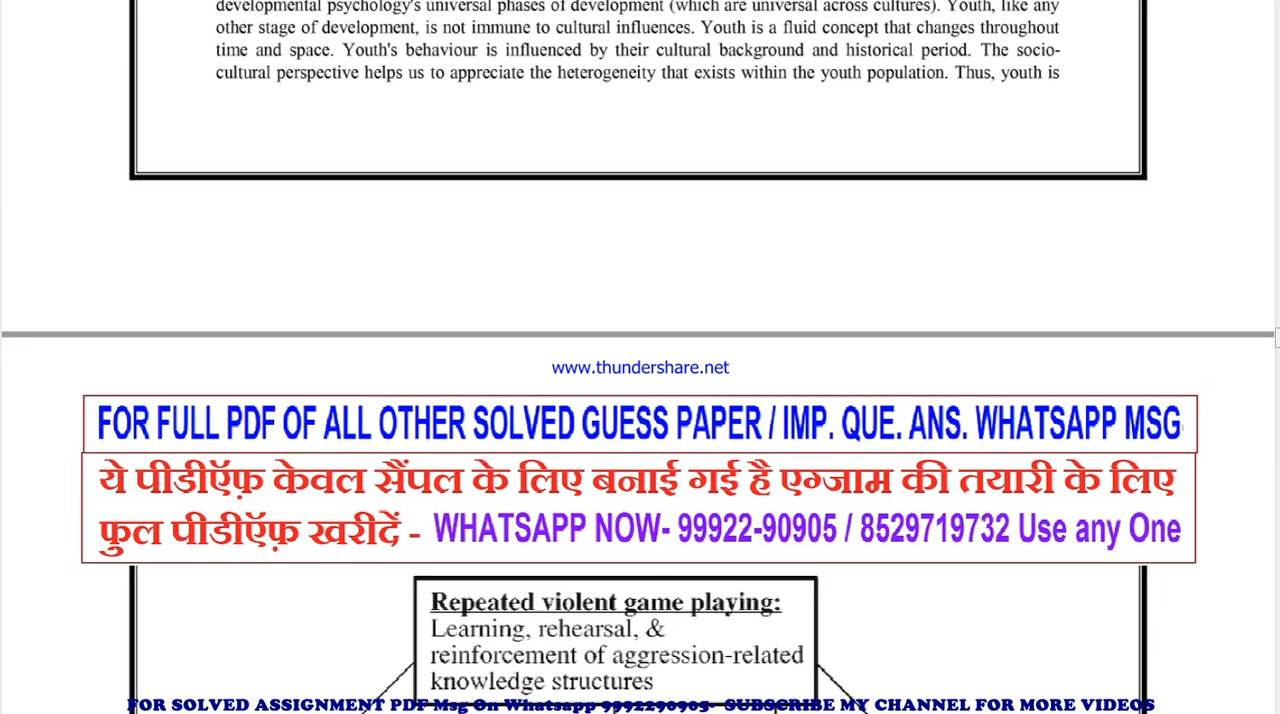 developmental psychology's universal phases of development (which are universal across cultures). Youth, like any
other stage of development, is not immune to cultural influences. Youth is a fluid concept that changes throughout
time and space. Youth's behaviour is influenced by their cultural background and historical period. The socio-
cultural perspective helps us to appreciate the heterogeneity that exists within the youth population. Thus, youth is
www.thundershare.net
FOR FULL PDF OF ALL OTHER SOLVED GUESS PAPER / IMP. QUE. ANS. WHATSAPP MSG
ये पीडीऍफ़ केवल सैंपल के लिए बनाई गई है एग्जाम की तयारी के लिए
फुल पीडीऍफ़ खरीदें - WHATSAPP NOW- 99922-90905 / 8529719732 Use any One
Repeated violent game playing:
Learning, rehearsal, &
reinforcement of aggression-related
knowledge structures
FOR SOLVED ASSIGNMENT PDF Msg On Whatsapp 9992290905- SUBSCRIBE MY CHANNEL FOR MORE VIDEOS